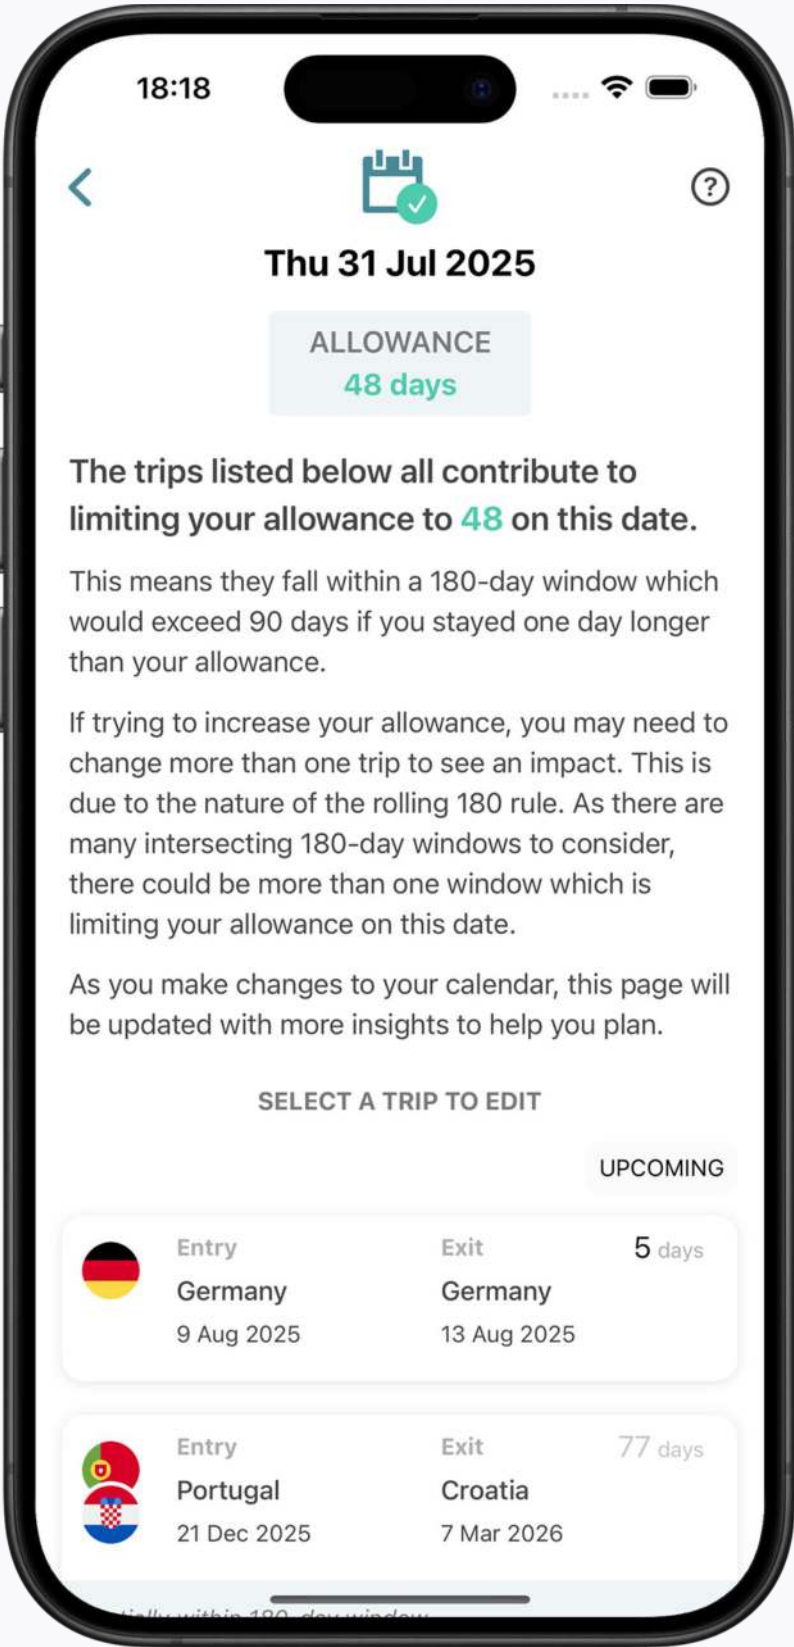 18:18
?
Thu 31 Jul 2025
ALLOWANCE
48 days
The trips listed below all contribute to
limiting your allowance to 48 on this date.
This means they fall within a 180-day window which
would exceed 90 days if you stayed one day longer
than your allowance.
If trying to increase your allowance, you may need to
change more than one trip to see an impact. This is
due to the nature of the rolling 180 rule. As there are
many intersecting 180-day windows to consider,
there could be more than one window which is
limiting your allowance on this date.
As you make changes to your calendar, this page will
be updated with more insights to help you plan.
SELECT A TRIP TO EDIT
UPCOMING
Entry Exit 5 days
Germany Germany
9 Aug 2025 13 Aug 2025
Entry Exit 77 days
Portugal Croatia
21 Dec 2025 7 Mar 2026
within 180-day window